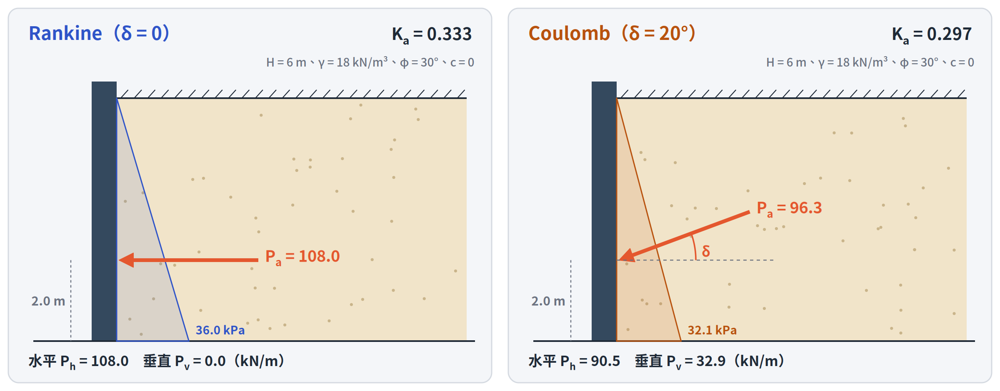 Rankine（δ = 0）
Kₐ = 0.333
H = 6 m、γ = 18 kN/m³、φ = 30°、c = 0
Pₐ = 108.0
2.0 m
36.0 kPa
水平 Pₕ = 108.0　垂直 Pᵥ = 0.0（kN/m）
Coulomb（δ = 20°）
Kₐ = 0.297
H = 6 m、γ = 18 kN/m³、φ = 30°、c = 0
Pₐ = 96.3
δ
2.0 m
32.1 kPa
水平 Pₕ = 90.5　垂直 Pᵥ = 32.9（kN/m）